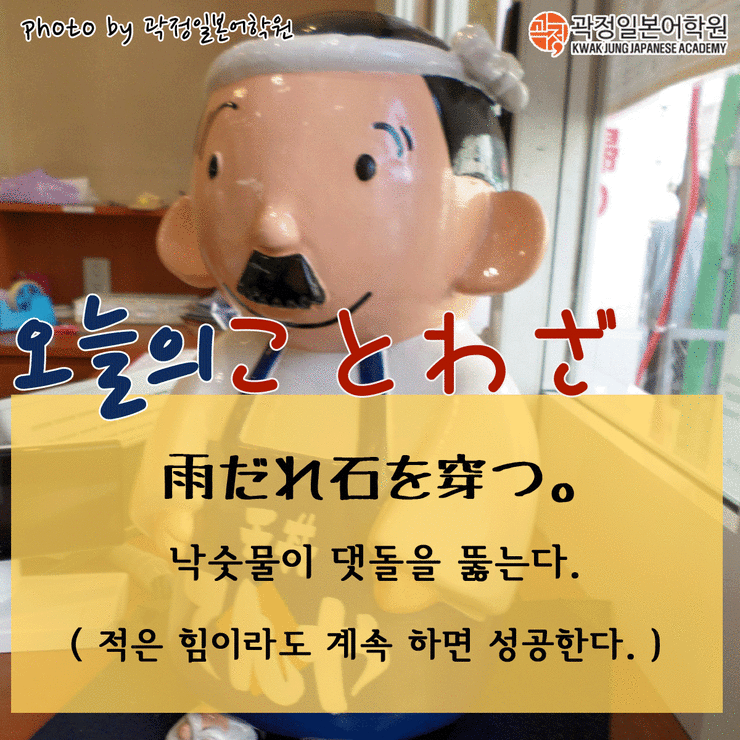 Photo by 곽정일본어학원
곽정 곽정일본어학원
KWAK JUNG JAPANESE ACADEMY
오늘의ことわざ
雨だれ石を穿つ。
낙숫물이 댓돌을 뚫는다.
( 적은 힘이라도 계속 하면 성공한다. )